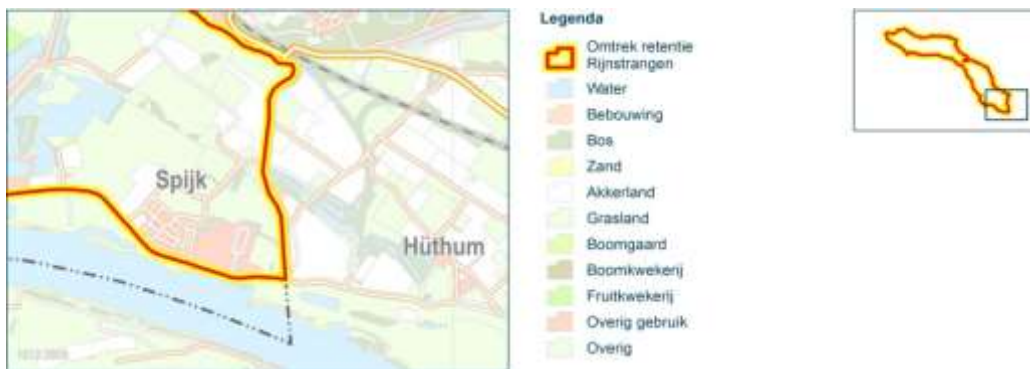 Spijk
Hüthum
Legenda
Omtrek retentie
Rijnstrangen
Water
Bebouwing
Bos
Zand
Akkerland
Grasland
Boomgaard
Boomkwekerij
Fruitkwekerij
Overig gebruik
Overig